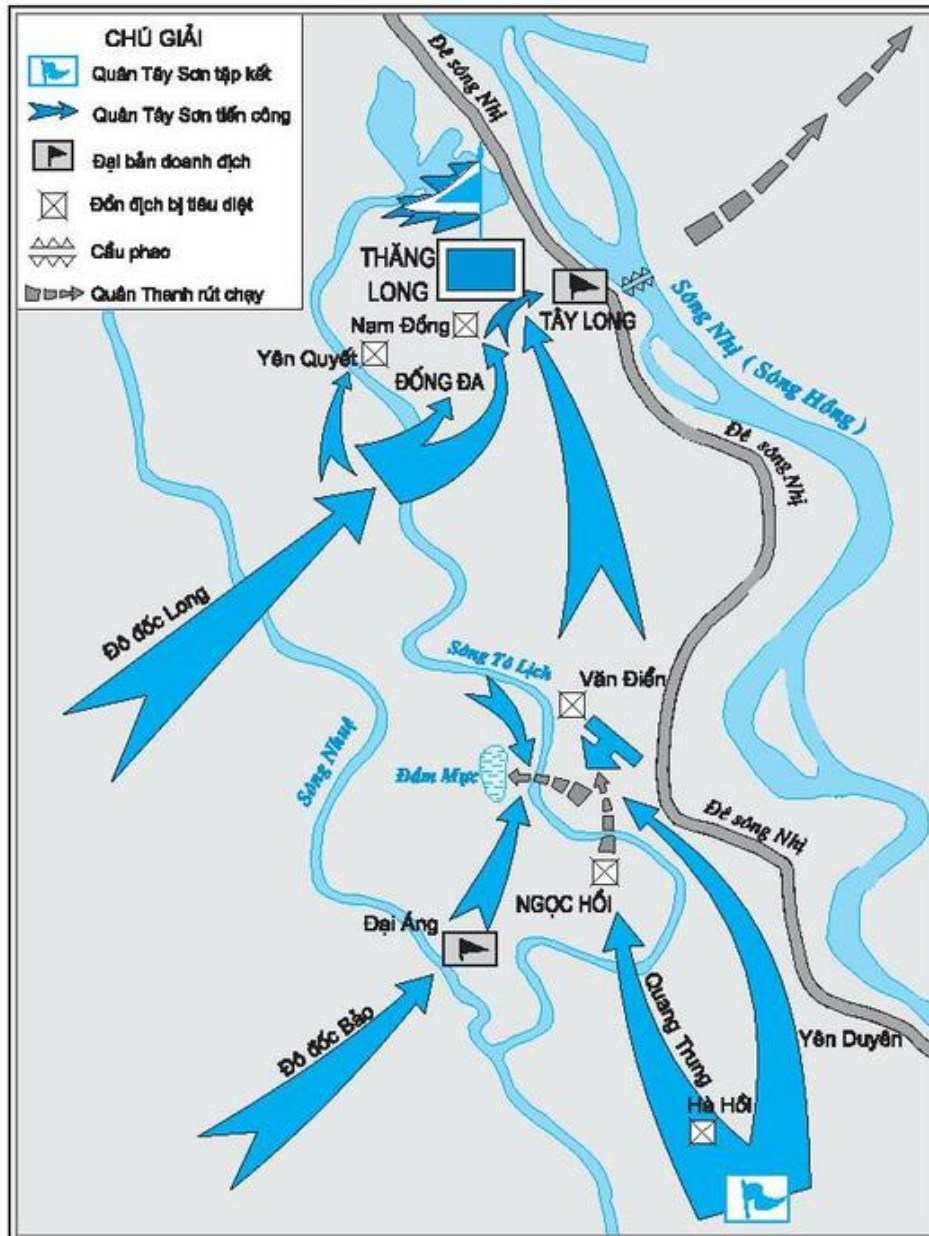 CHÚ GIẢI
Quân Tây Sơn tập kết
Quân Tây Sơn tiến công
Đại bản doanh địch
Đồn địch bị tiêu diệt
Cầu phao
Quân Thanh rút chạy
Đê sông Nhị
THĂNG
LONG
TÂY LONG
Nam Đồng
Yên Quyết
ĐỐNG ĐA
Sông Nhị (Sông Hồng)
Đê sông Nhị
Đô đốc Long
Sông Tô Lịch
Văn Điển
Sông Nhuệ
Đầm Mực
Đê sông Nhị
NGỌC HỒI
Đại Áng
Đô đốc Bảo
Quang Trung
Yên Duyên
Hà Hồi